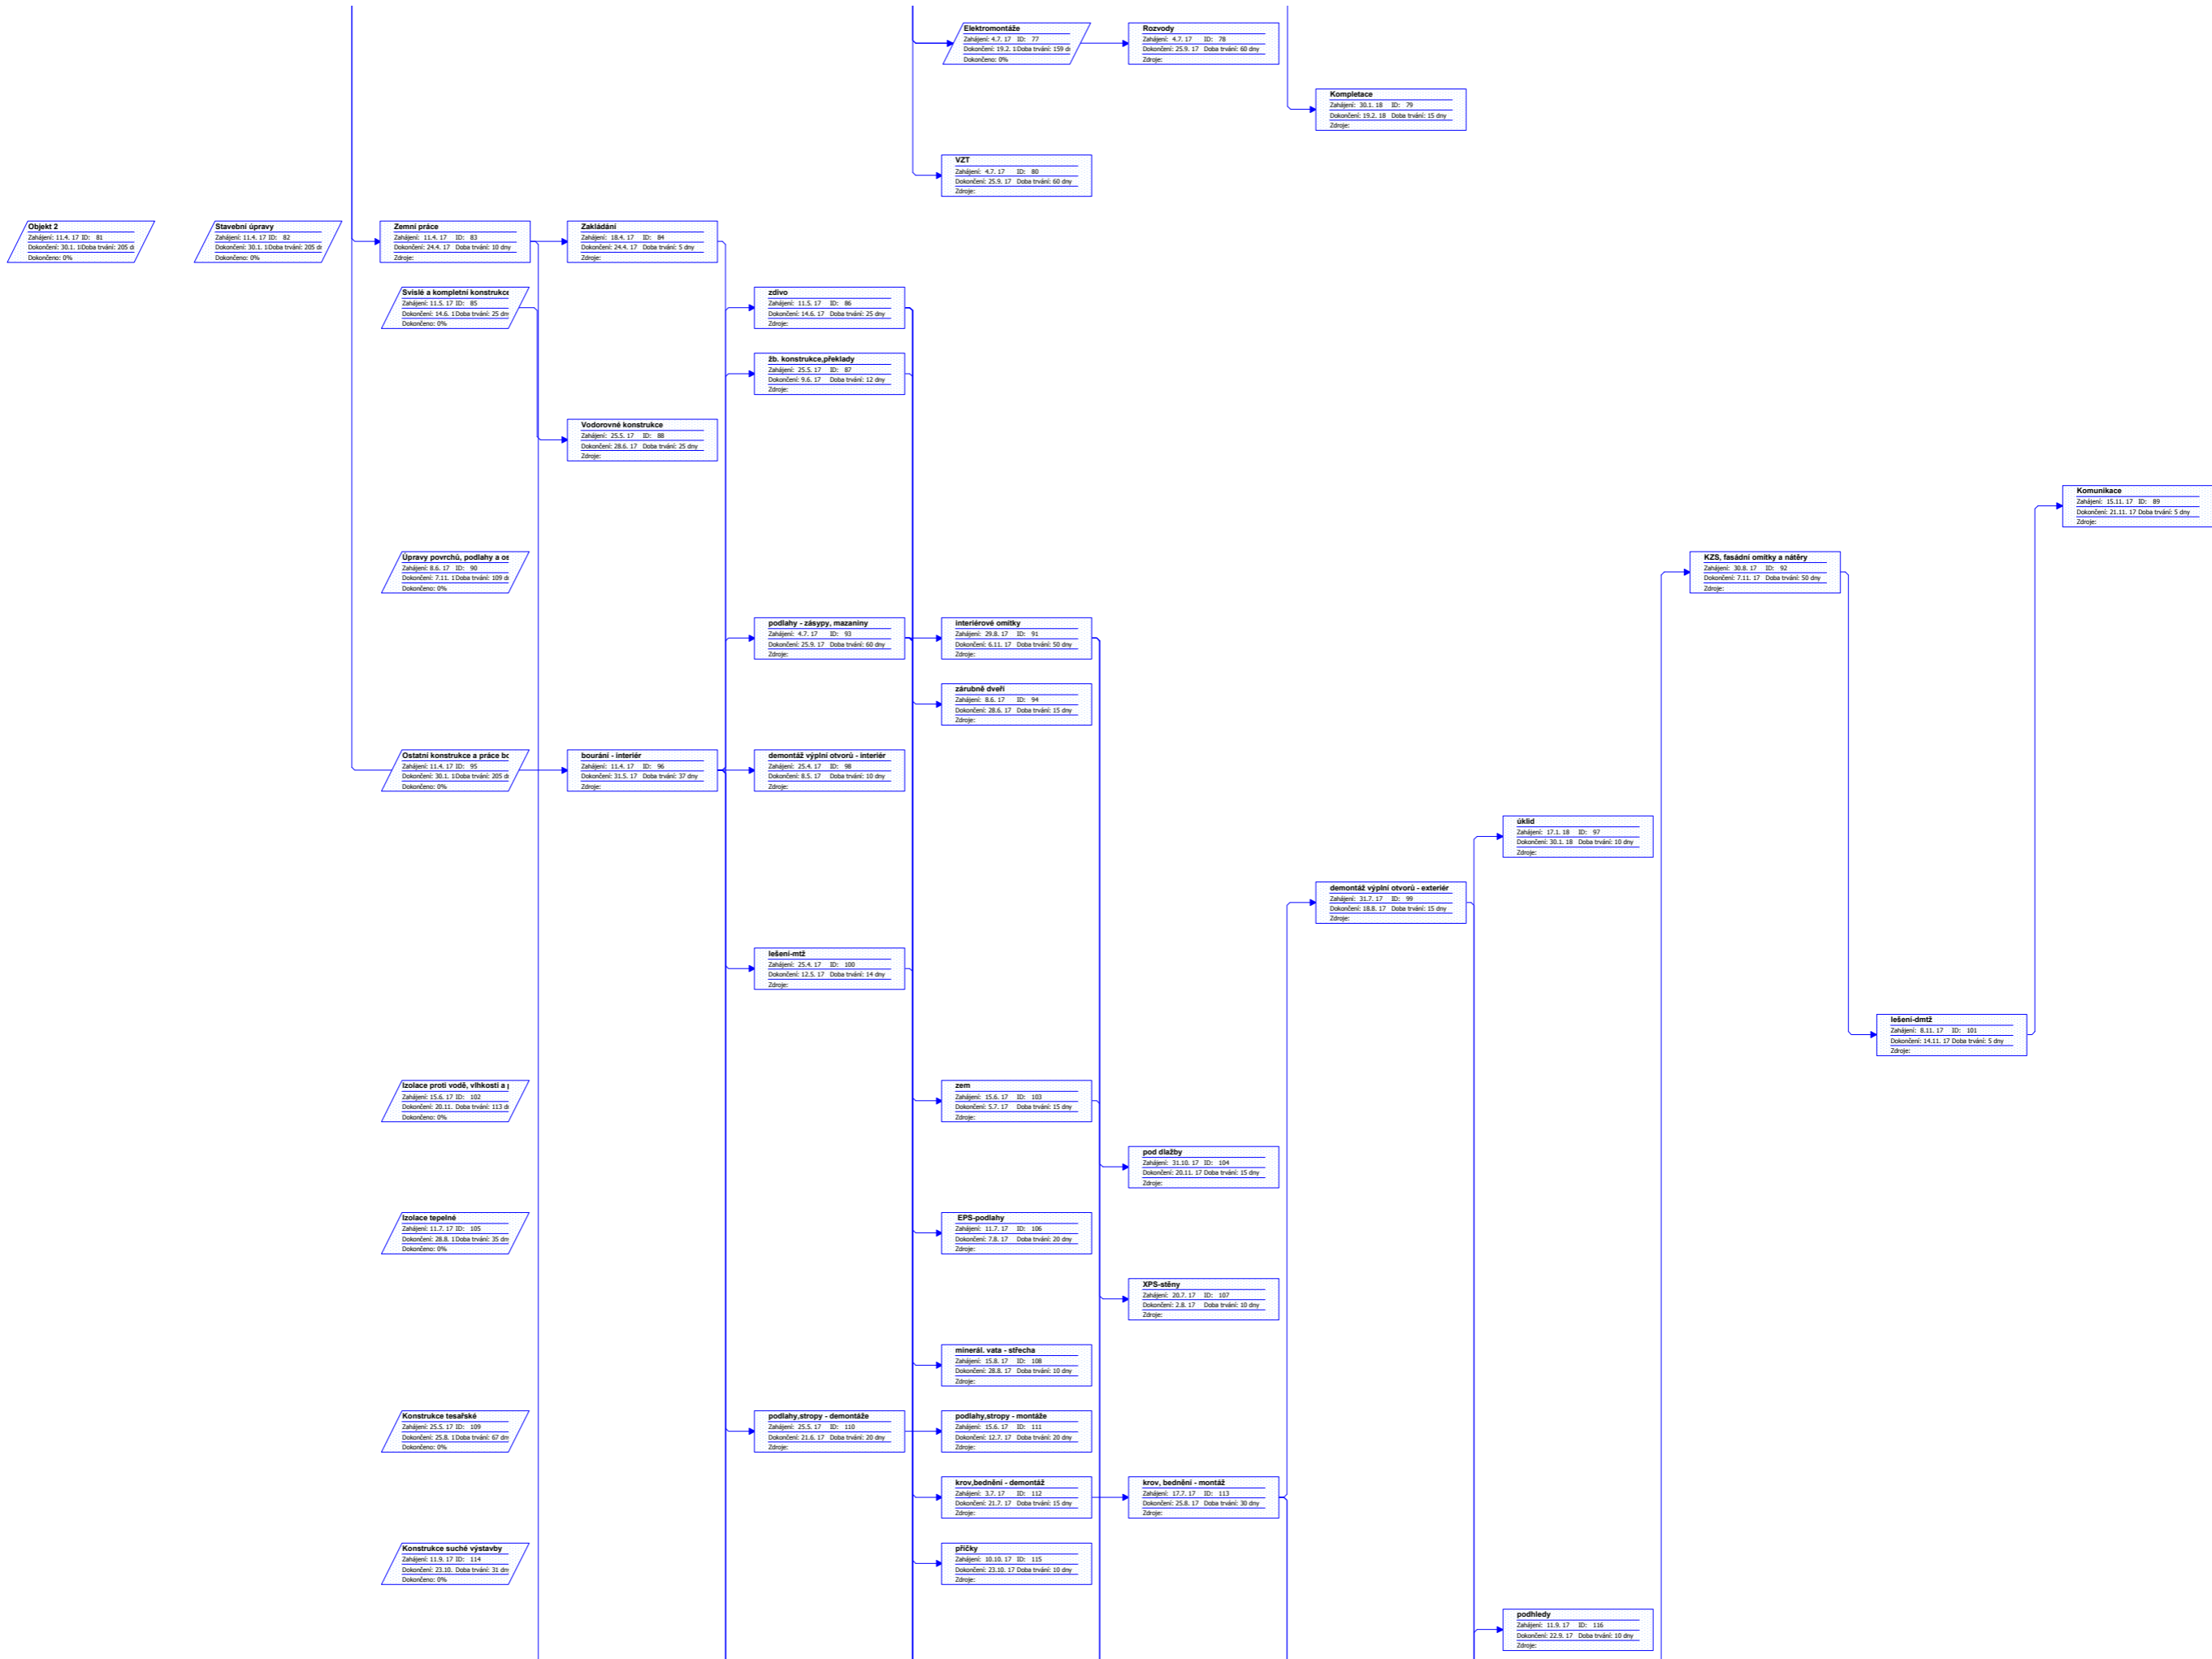 Elektromontáže
Zahájení: 4.7. 17 ID: 77
Dokončení: 19.2. 1 Doba trvání: 159 d
Dokončeno: 0%
Rozvody
Zahájení: 4.7. 17 ID: 78
Dokončení: 25.9. 17 Doba trvání: 60 dny
Zdroje:
Kompletace
Zahájení: 30.1. 18 ID: 79
Dokončení: 19.2. 18 Doba trvání: 15 dny
Zdroje:
VZT
Zahájení: 4.7. 17 ID: 80
Dokončení: 25.9. 17 Doba trvání: 60 dny
Zdroje:
Objekt 2
Zahájení: 11.4. 17 ID: 81
Dokončení: 30.1. 1 Doba trvání: 205 d
Dokončeno: 0%
Stavební úpravy
Zahájení: 11.4. 17 ID: 82
Dokončení: 30.1. 1 Doba trvání: 205 d
Dokončeno: 0%
Zemní práce
Zahájení: 11.4. 17 ID: 83
Dokončení: 24.4. 17 Doba trvání: 10 dny
Zdroje:
Zakládání
Zahájení: 18.4. 17 ID: 84
Dokončení: 24.4. 17 Doba trvání: 5 dny
Zdroje:
Svislé a kompletní konstrukce
Zahájení: 11.5. 17 ID: 85
Dokončení: 14.6. 1 Doba trvání: 25 dny
Dokončeno: 0%
zdivo
Zahájení: 11.5. 17 ID: 86
Dokončení: 14.6. 17 Doba trvání: 25 dny
Zdroje:
žb. konstrukce,překlady
Zahájení: 25.5. 17 ID: 87
Dokončení: 9.6. 17 Doba trvání: 12 dny
Zdroje:
Vodorovné konstrukce
Zahájení: 25.5. 17 ID: 88
Dokončení: 28.6. 17 Doba trvání: 25 dny
Zdroje:
Komunikace
Zahájení: 15.11. 17 ID: 89
Dokončení: 21.11. 17 Doba trvání: 5 dny
Zdroje:
Úpravy povrchů, podlahy a os
Zahájení: 8.6. 17 ID: 90
Dokončení: 7.11. 1 Doba trvání: 109 d
Dokončeno: 0%
KZS, fasádní omítky a nátěry
Zahájení: 30.8. 17 ID: 92
Dokončení: 7.11. 17 Doba trvání: 50 dny
Zdroje:
podlahy - zásypy, mazaniny
Zahájení: 4.7. 17 ID: 93
Dokončení: 25.9. 17 Doba trvání: 60 dny
Zdroje:
interiérové omítky
Zahájení: 29.8. 17 ID: 91
Dokončení: 6.11. 17 Doba trvání: 50 dny
Zdroje:
zárubně dveří
Zahájení: 8.6. 17 ID: 94
Dokončení: 28.6. 17 Doba trvání: 15 dny
Zdroje:
Ostatní konstrukce a práce bo
Zahájení: 11.4. 17 ID: 95
Dokončení: 30.1. 1 Doba trvání: 205 d
Dokončeno: 0%
bourání - interiér
Zahájení: 11.4. 17 ID: 96
Dokončení: 31.5. 17 Doba trvání: 37 dny
Zdroje:
demontáž výplní otvorů - interiér
Zahájení: 25.4. 17 ID: 98
Dokončení: 8.5. 17 Doba trvání: 10 dny
Zdroje:
úklid
Zahájení: 17.1. 18 ID: 97
Dokončení: 30.1. 18 Doba trvání: 10 dny
Zdroje:
demontáž výplní otvorů - exteriér
Zahájení: 31.7. 17 ID: 99
Dokončení: 18.8. 17 Doba trvání: 15 dny
Zdroje:
lešení-mtž
Zahájení: 25.4. 17 ID: 100
Dokončení: 12.5. 17 Doba trvání: 14 dny
Zdroje:
lešení-dmtž
Zahájení: 8.11. 17 ID: 101
Dokončení: 14.11. 17 Doba trvání: 5 dny
Zdroje:
Izolace proti vodě, vlhkosti a
Zahájení: 15.6. 17 ID: 102
Dokončení: 20.11. Doba trvání: 113 d
Dokončeno: 0%
zem
Zahájení: 15.6. 17 ID: 103
Dokončení: 5.7. 17 Doba trvání: 15 dny
Zdroje:
pod dlažby
Zahájení: 31.10. 17 ID: 104
Dokončení: 20.11. 17 Doba trvání: 15 dny
Zdroje:
Izolace tepelné
Zahájení: 11.7. 17 ID: 105
Dokončení: 28.8. 1 Doba trvání: 35 dny
Dokončeno: 0%
EPS-podlahy
Zahájení: 11.7. 17 ID: 106
Dokončení: 7.8. 17 Doba trvání: 20 dny
Zdroje:
XPS-stěny
Zahájení: 20.7. 17 ID: 107
Dokončení: 2.8. 17 Doba trvání: 10 dny
Zdroje:
minerál. vata - střecha
Zahájení: 15.8. 17 ID: 108
Dokončení: 28.8. 17 Doba trvání: 10 dny
Zdroje:
Konstrukce tesařské
Zahájení: 25.5. 17 ID: 109
Dokončení: 25.8. 1 Doba trvání: 67 dny
Dokončeno: 0%
podlahy,stropy - demontáže
Zahájení: 25.5. 17 ID: 110
Dokončení: 21.6. 17 Doba trvání: 20 dny
Zdroje:
podlahy,stropy - montáže
Zahájení: 15.6. 17 ID: 111
Dokončení: 12.7. 17 Doba trvání: 20 dny
Zdroje:
krov,bednění - demontáž
Zahájení: 3.7. 17 ID: 112
Dokončení: 21.7. 17 Doba trvání: 15 dny
Zdroje:
krov, bednění - montáž
Zahájení: 17.7. 17 ID: 113
Dokončení: 25.8. 17 Doba trvání: 30 dny
Zdroje:
Konstrukce suché výstavby
Zahájení: 11.9. 17 ID: 114
Dokončení: 23.10. Doba trvání: 31 dny
Dokončeno: 0%
příčky
Zahájení: 10.10. 17 ID: 115
Dokončení: 23.10. 17 Doba trvání: 10 dny
Zdroje:
podhledy
Zahájení: 11.9. 17 ID: 116
Dokončení: 22.9. 17 Doba trvání: 10 dny
Zdroje: